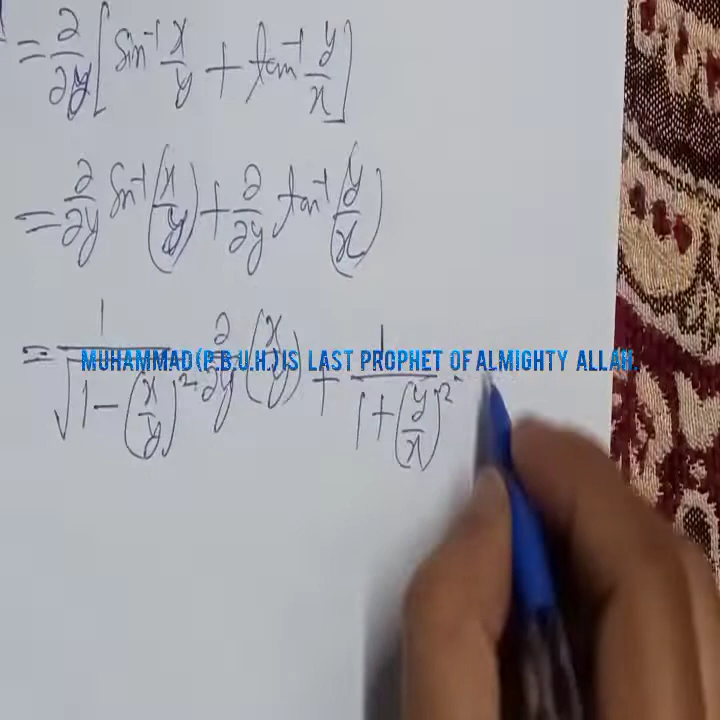 = ∂/∂y [sin⁻¹ x/y + tan⁻¹ y/x]
= ∂/∂y sin⁻¹(x/y) + ∂/∂y tan⁻¹(y/x)
= 1/√(1-(x/y)²) · ∂/∂y (x/y) + 1/(1+(y/x)²) ·
MUHAMMAD(P.B.U.H.)IS LAST PROPHET OF ALMIGHTY ALLAH.